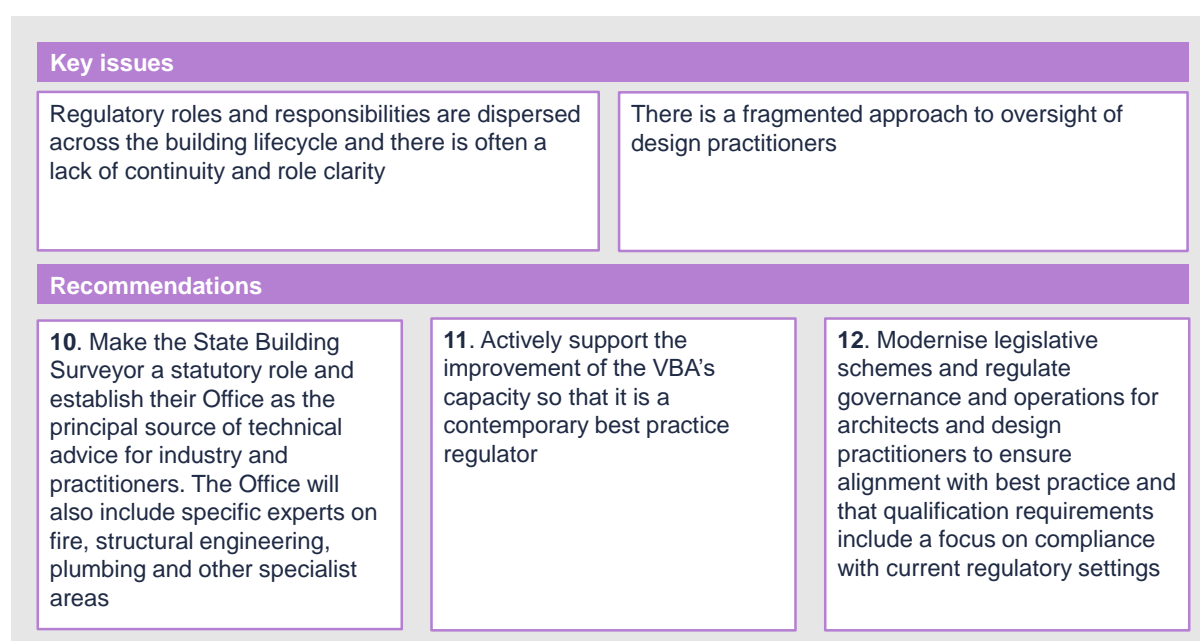 Key issues
Regulatory roles and responsibilities are dispersed
across the building lifecycle and there is often a
lack of continuity and role clarity
There is a fragmented approach to oversight of
design practitioners
Recommendations
10. Make the State Building
Surveyor a statutory role and
establish their Office as the
principal source of technical
advice for industry and
practitioners. The Office will
also include specific experts on
fire, structural engineering,
plumbing and other specialist
areas
11. Actively support the
improvement of the VBA's
capacity so that it is a
contemporary best practice
regulator
12. Modernise legislative
schemes and regulate
governance and operations for
architects and design
practitioners to ensure
alignment with best practice and
that qualification requirements
include a focus on compliance
with current regulatory settings